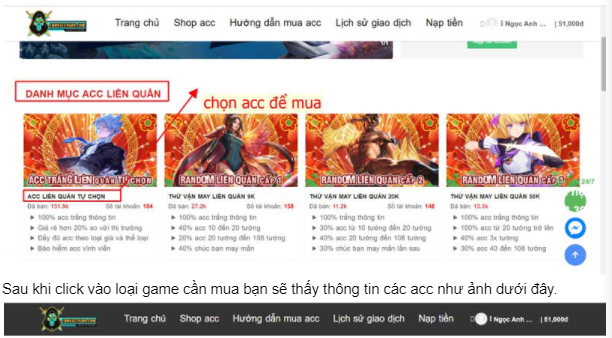 Trang chủ Shop acc Hướng dẫn mua acc Lịch sử giao dịch Nạp tiền I Ngọc Anh ... | 51,009đ
DANH MỤC ACC LIÊN QUÂN
chọn acc để mua
ACC TRẮNG LIÊN QUÂN TỰ CHỌN RANDOM LIÊN QUÂN CẤP 1 RANDOM LIÊN QUÂN CẤP 2 RANDOM LIÊN QUÂN CẤP 3
24/7
ACC LIÊN QUÂN TỰ CHỌN THỬ VẬN MAY LIÊN QUÂN 9K THỬ VẬN MAY LIÊN QUÂN 20K THỬ VẬN MAY LIÊN QUÂN 50K
Đã bán: 151.8k Số tài khoản: 164 Đã bán: 27.2k Số tài khoản: 158 Đã bán: 11.2k Số tài khoản: 148 Đã bán: 13.3k
100% acc trắng thông tin 100% acc trắng thông tin 100% trắng thông tin 100% acc trắng thông tin
Giá rẻ hơn 20% so với thị trường 40% acc 10 đến 20 tướng 30% acc từ 10 tướng đến 20 tướng 100% acc từ 20 tướng trở lên
Đầy đủ acc theo loại giá và thể loại 20% acc 20 tướng đến 108 tướng 40% acc 20 tướng đến 108 tướng 40% acc 3x tướng
Bảo hiểm acc vĩnh viễn 40% chúc bạn may mắn 30% chúc bạn may mắn lần sau 30% acc 40 đến 108 tướng
Sau khi click vào loại game cần mua bạn sẽ thấy thông tin các acc như ảnh dưới đây.
Trang chủ Shop acc Hướng dẫn mua acc Lịch sử giao dịch Nạp tiền I Ngọc Anh ... | 51,009đ